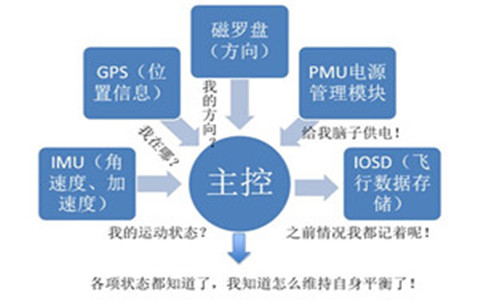 磁罗盘
（方向）
GPS（位
置信息）
PMU电源
管理模块
我的方向？
我在哪？
给我脑子供电！
IMU（角
速度、加
速度）
主控
IOSD（飞
行数据存
储）
我的运动状态？
之前情况我都记着呢！
各项状态都知道了，我知道怎么维持自身平衡了！